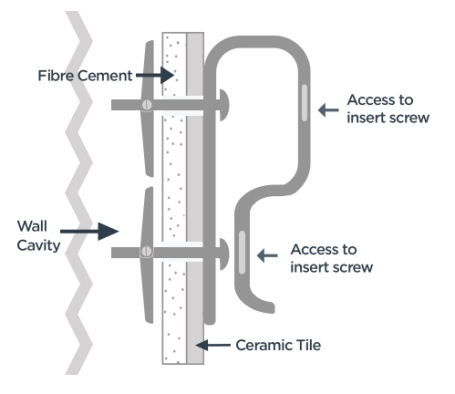 Fibre Cement
Access to
insert screw
Wall
Cavity
Access to
insert screw
Ceramic Tile